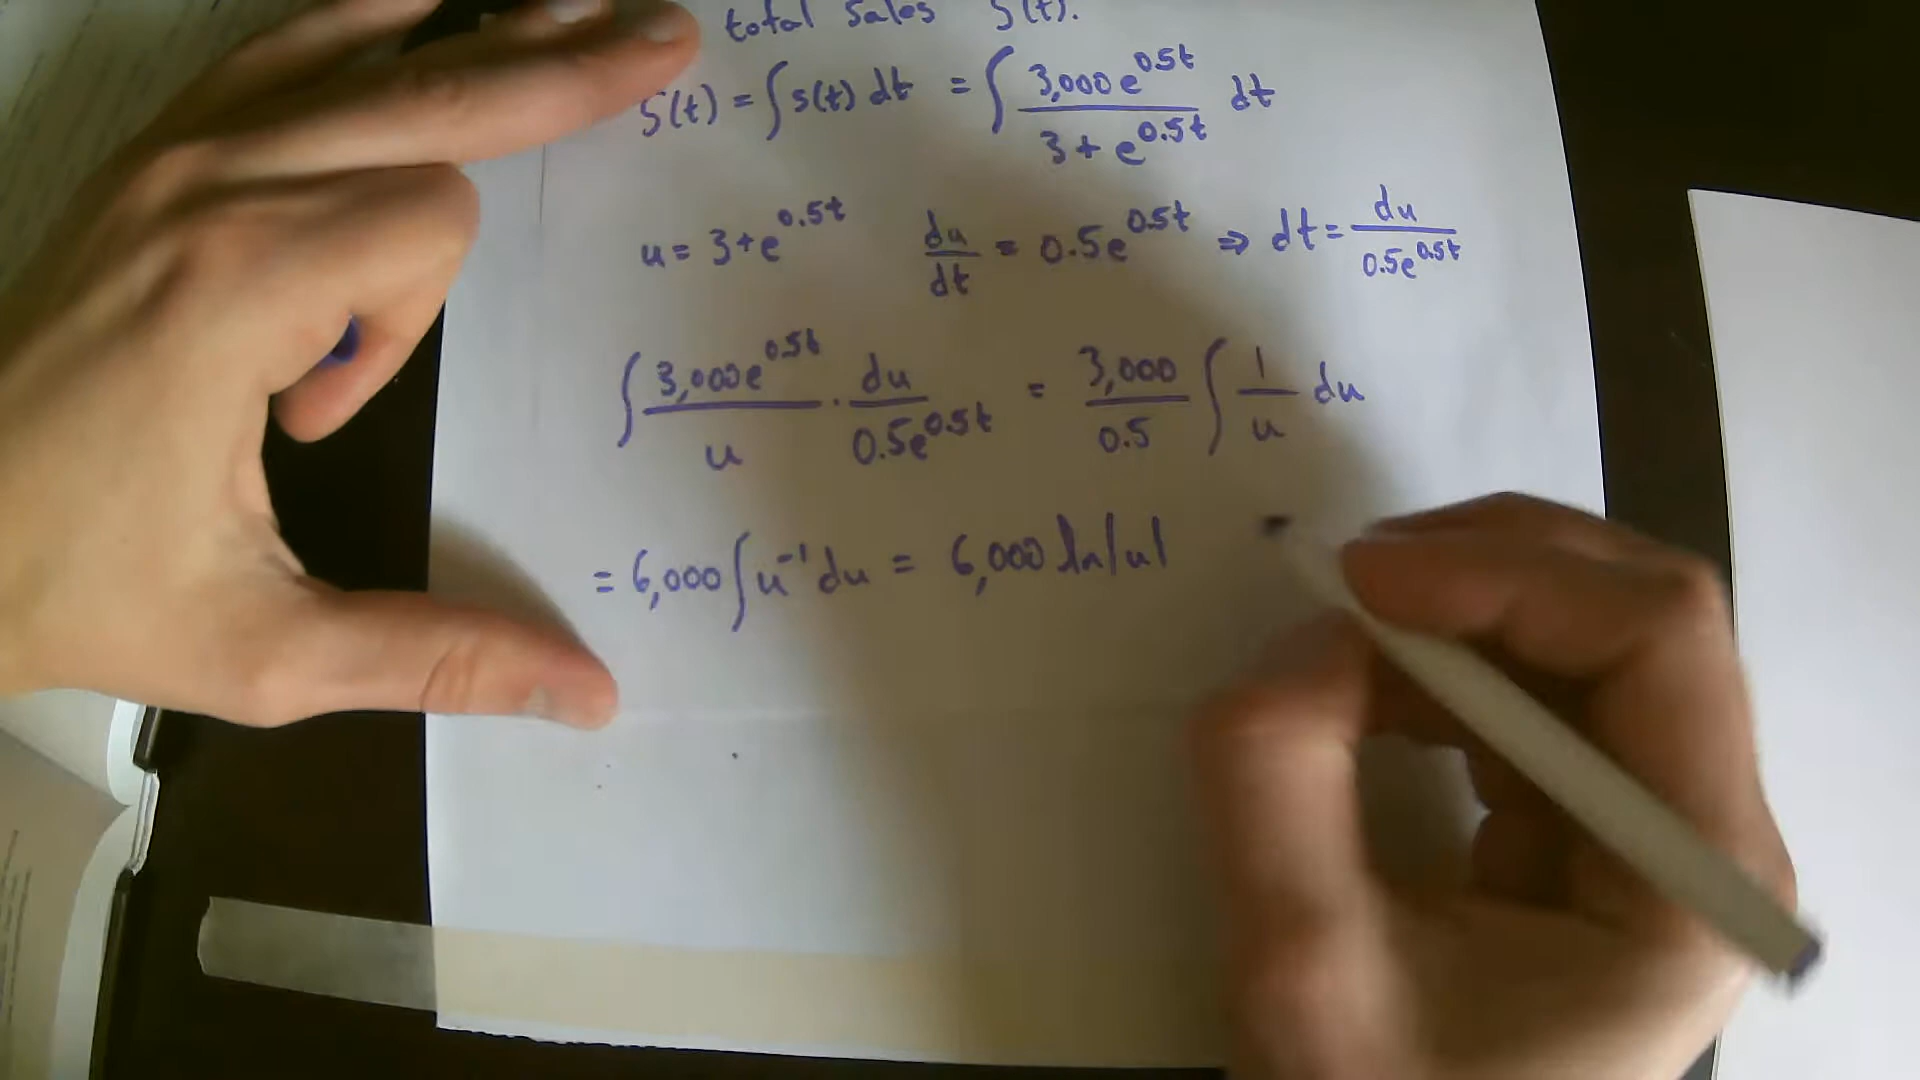 total sales S(t).
S(t) = ∫ s(t) dt = ∫ 3,000e^0.5t / 3 + e^0.5t dt
u = 3 + e^0.5t du/dt = 0.5e^0.5t ⇒ dt = du / 0.5e^0.5t
∫ 3,000e^0.5t / u · du / 0.5e^0.5t = 3,000 / 0.5 ∫ 1/u du
= 6,000 ∫ u^-1 du = 6,000 ln|u|